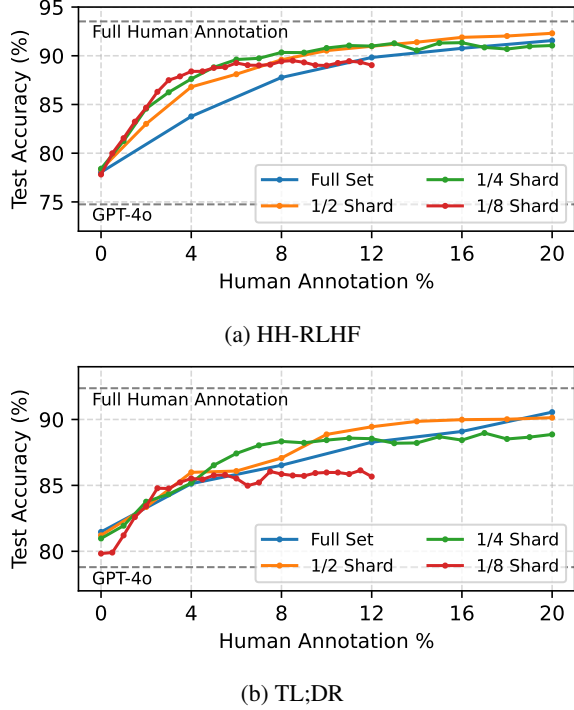 95
90
85
80
75
Test Accuracy (%)
Full Human Annotation
GPT-4o
Full Set
1/2 Shard
1/4 Shard
1/8 Shard
0 4 8 12 16 20
Human Annotation %
(a) HH-RLHF
90
85
80
Test Accuracy (%)
Full Human Annotation
GPT-4o
Full Set
1/2 Shard
1/4 Shard
1/8 Shard
0 4 8 12 16 20
Human Annotation %
(b) TL;DR